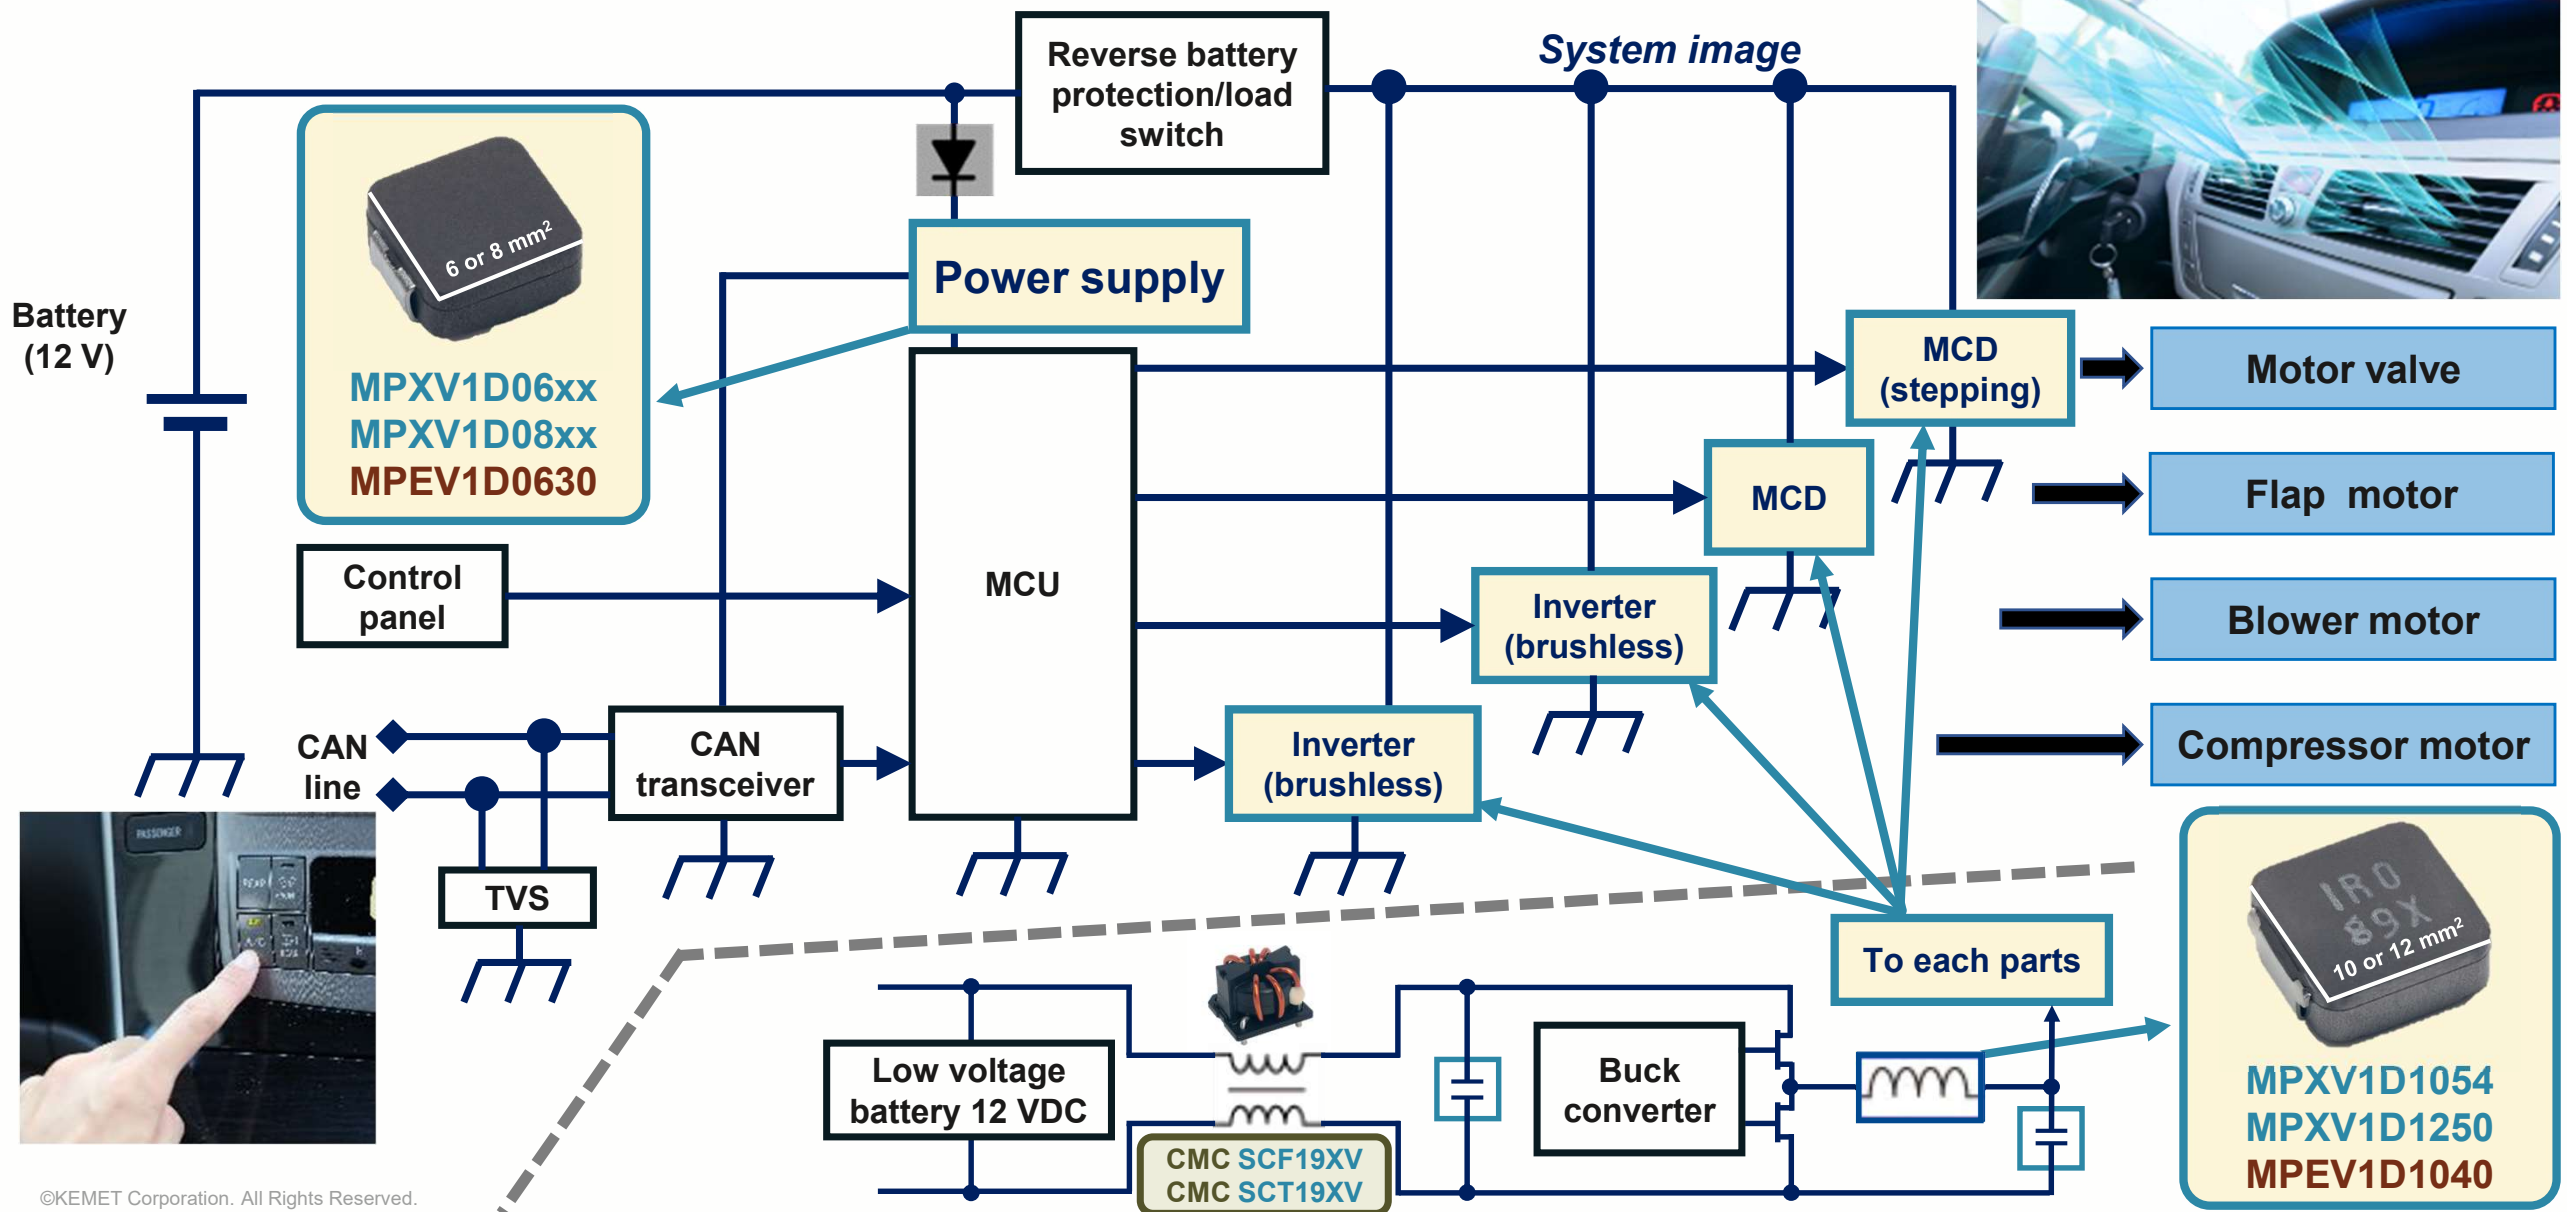 System image
Reverse battery
protection/load
switch
6 or 8 mm²
MPXV1D06xx
MPXV1D08xx
MPEV1D0630
Battery
(12 V)
Power supply
MCD
(stepping)
Motor valve
MCD
Flap motor
Control
panel
MCU
Inverter
(brushless)
Blower motor
CAN
line
CAN
transceiver
Inverter
(brushless)
Compressor motor
PASSENGER
A/C
TVS
To each parts
1R0
89X
10 or 12 mm²
MPXV1D1054
MPXV1D1250
MPEV1D1040
Low voltage
battery 12 VDC
Buck
converter
CMC SCF19XV
CMC SCT19XV
©KEMET Corporation. All Rights Reserved.